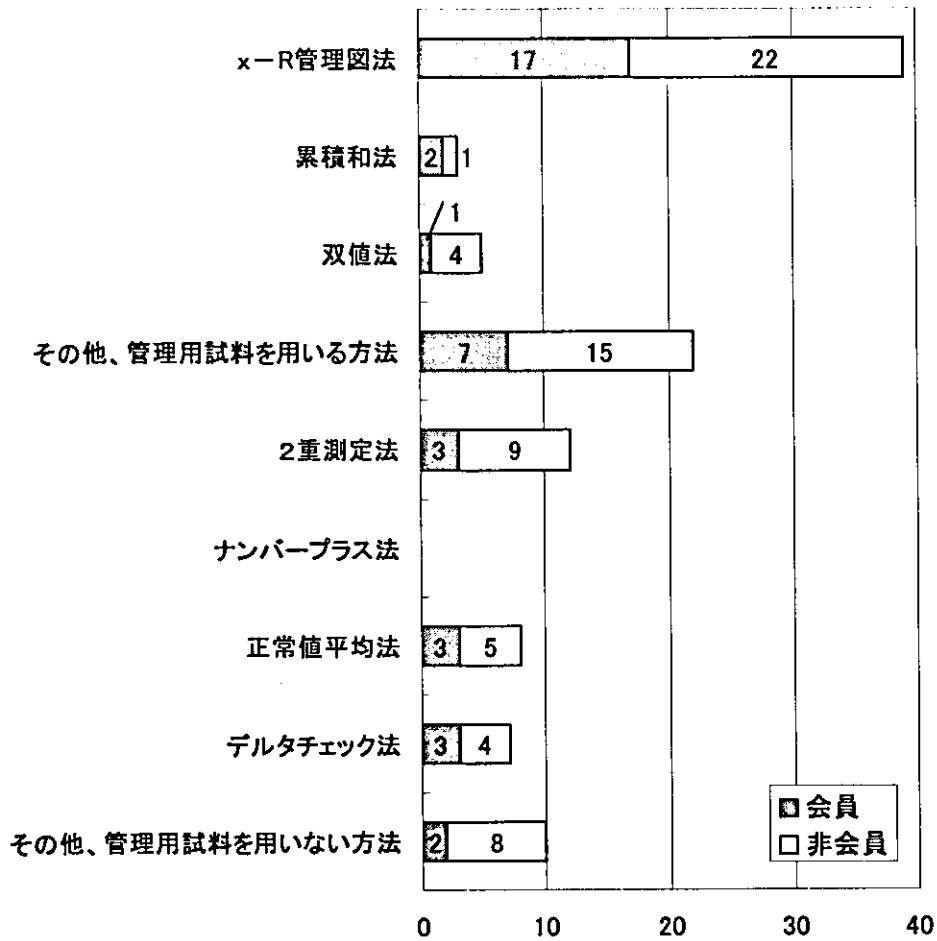 x－R管理図法
17 22
累積和法
2 1
1
双値法
4
その他、管理用試料を用いる方法
7 15
2重測定法
3 9
ナンバープラス法
正常値平均法
3 5
デルタチェック法
3 4
その他、管理用試料を用いない方法
2 8
会員
非会員
0 10 20 30 40